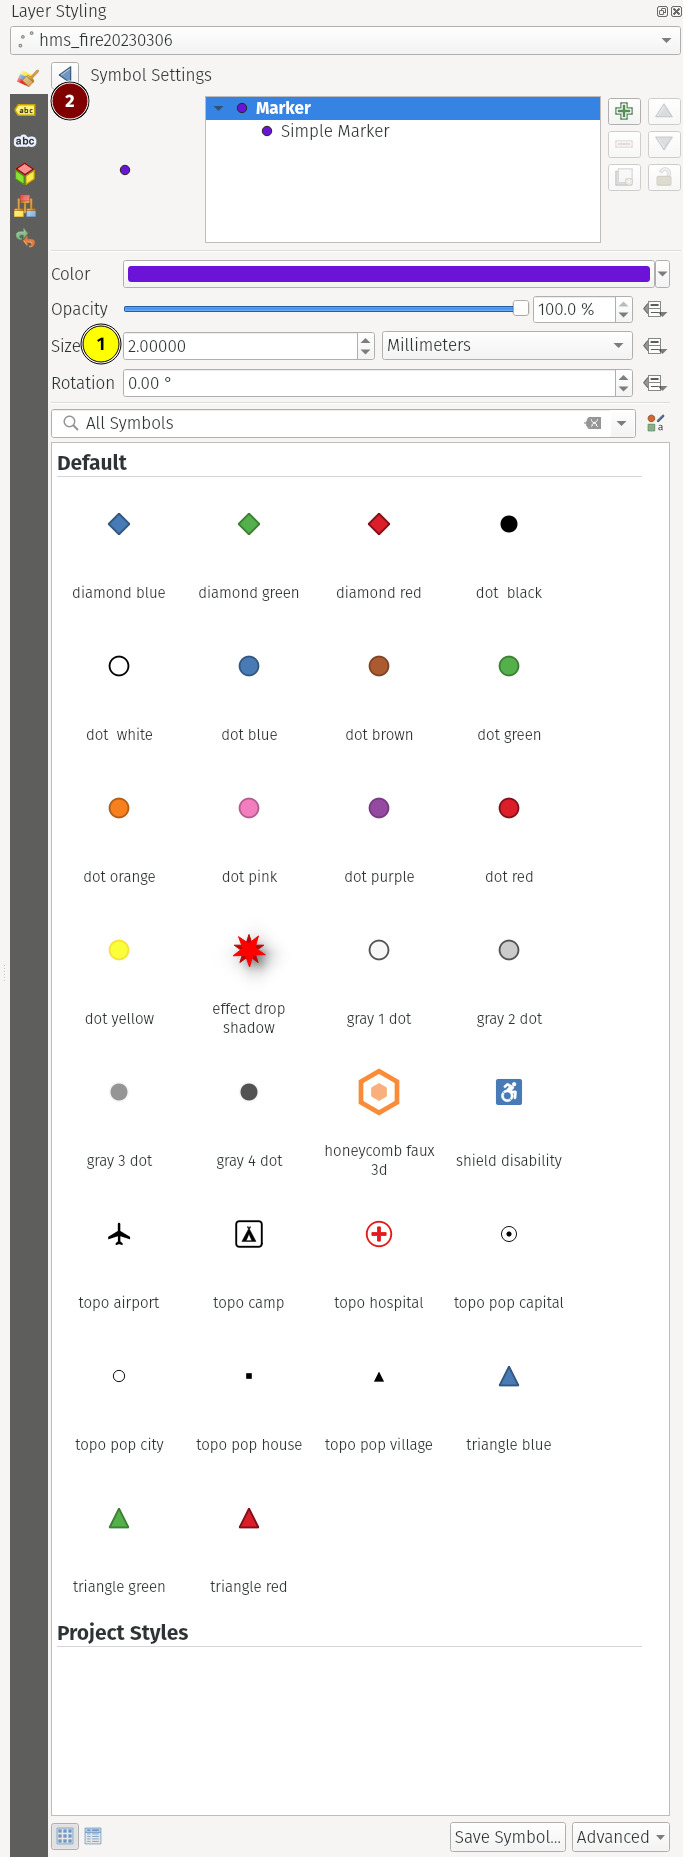 Layer Styling
hms_fire20230306
Symbol Settings
abc
2
Marker
abc
Simple Marker
Color
Opacity
100.0 %
Size
1
2.00000
Millimeters
Rotation
0.00 °
All Symbols
a
Default
diamond blue
diamond green
diamond red
dot  black
dot  white
dot blue
dot brown
dot green
dot orange
dot pink
dot purple
dot red
dot yellow
effect drop
shadow
gray 1 dot
gray 2 dot
gray 3 dot
gray 4 dot
honeycomb faux
3d
shield disability
topo airport
topo camp
topo hospital
topo pop capital
topo pop city
topo pop house
topo pop village
triangle blue
triangle green
triangle red
Project Styles
Save Symbol...
Advanced